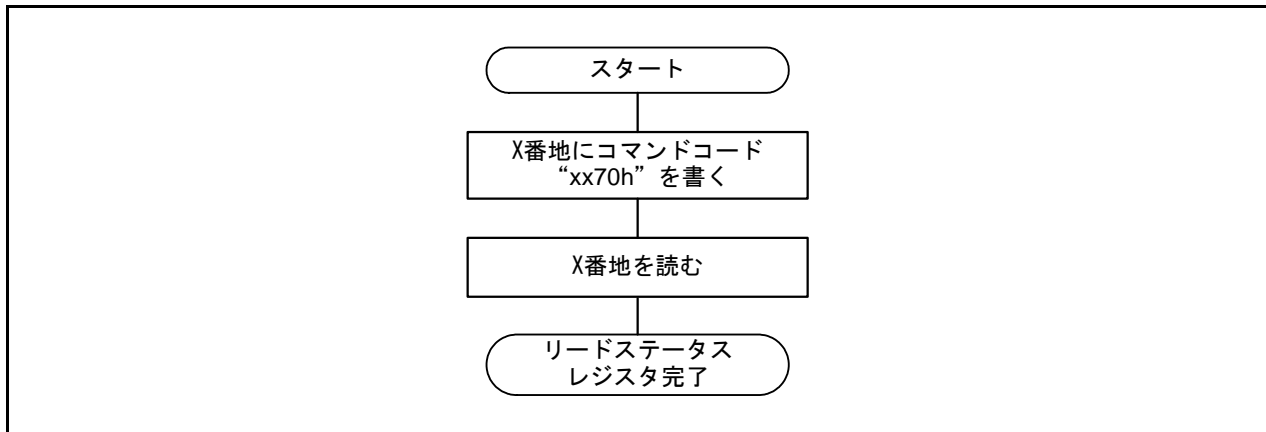 スタート
X番地にコマンドコード
“xx70h”を書く
X番地を読む
リードステータス
レジスタ完了